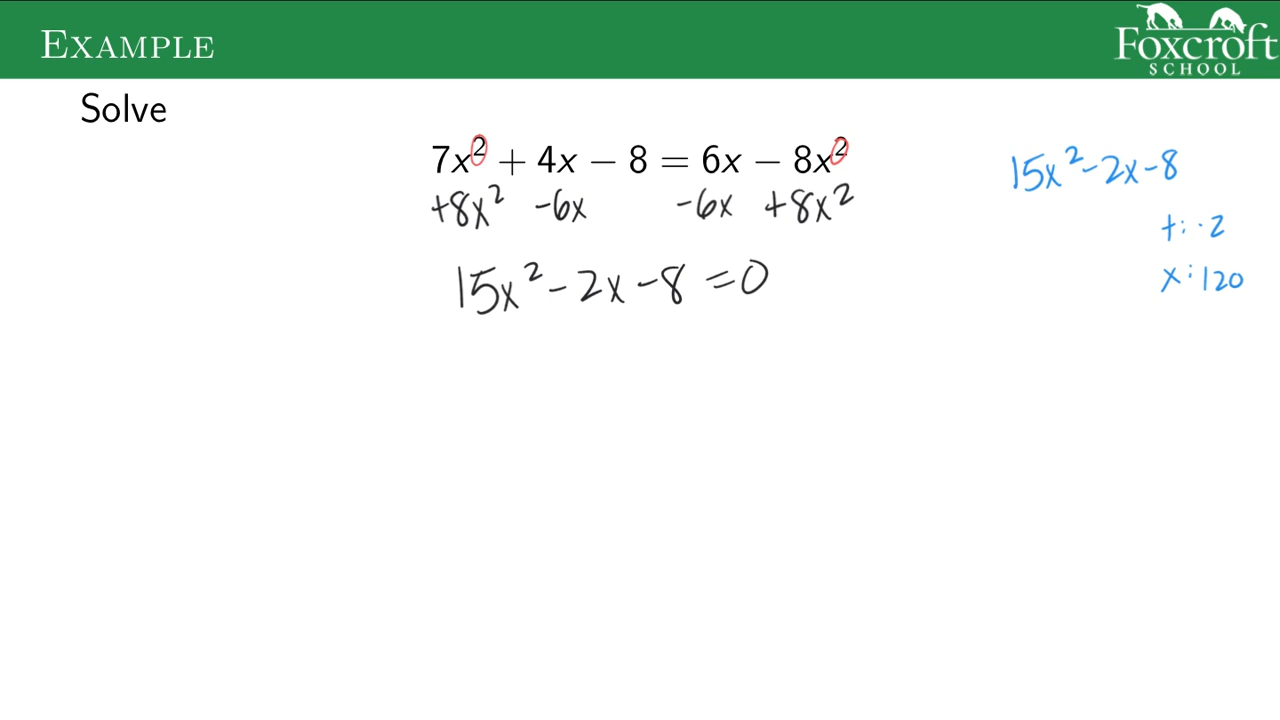 EXAMPLE
Foxcroft
SCHOOL
Solve
7x² + 4x − 8 = 6x − 8x²
+8x² -6x -6x +8x²
15x² - 2x - 8 = 0
15x² - 2x - 8
+: -2
x: 120